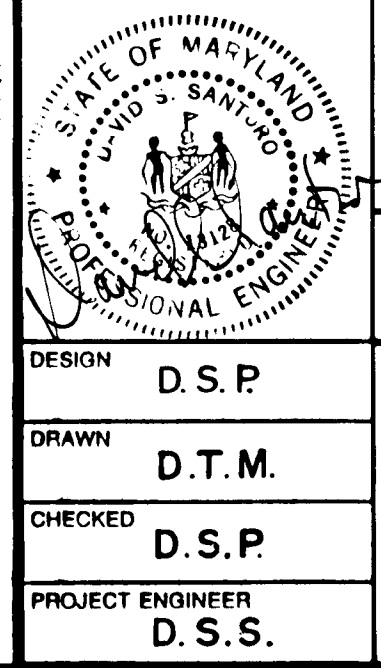 STATE OF MARYLAND
DAVID S. SANTORO
PROFESSIONAL ENGINEER
DESIGN
D.S.P.
DRAWN
D.T.M.
CHECKED
D.S.P.
PROJECT ENGINEER
D.S.S.